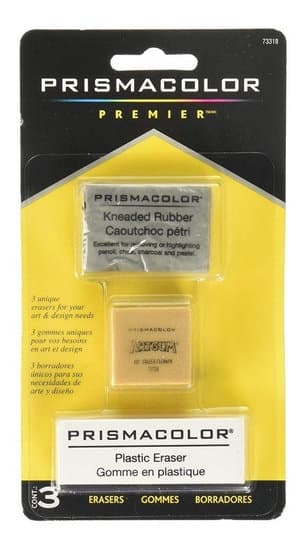 73318
PRISMACOLOR
PREMIER™
PRISMACOLOR
Kneaded Rubber
Caoutchoc pétri
Excellent for removing or highlighting
pencil, chalk, charcoal and pastel.
3 unique
erasers for your
art & design needs
3 gommes uniques
pour vos besoins
en art et design
3 borradores
únicos para sus
necesidades de
arte y diseño
PRISMACOLOR
ARTGUM
PRISMACOLOR®
Plastic Eraser
Gomme en plastique
CONT.: 3
ERASERS GOMMES BORRADORES